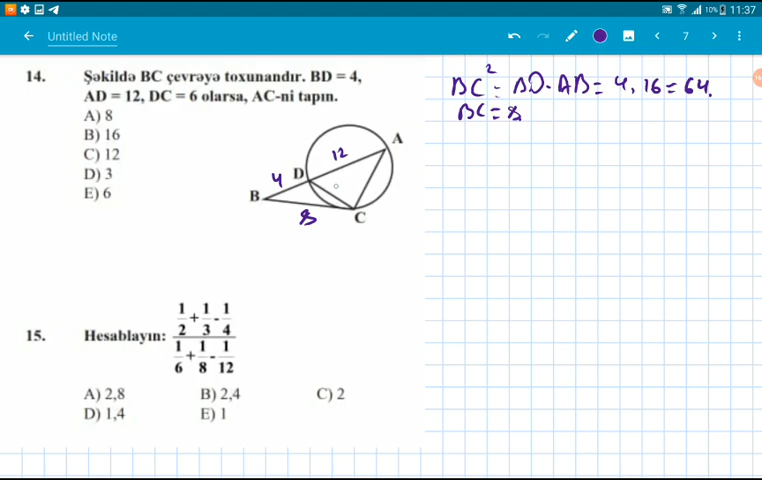 10% 11:37
Untitled Note
7
14. Şəkildə BC çevrəyə toxunandır. BD = 4,
AD = 12, DC = 6 olarsa, AC-ni tapın.
A) 8
B) 16
C) 12
D) 3
E) 6
A
12
4 D
B
8 C
BC² = BD · AB = 4 . 16 = 64.
BC = 8
15. Hesablayın:
1/2 + 1/3 - 1/4
1/6 + 1/8 - 1/12
A) 2,8 B) 2,4 C) 2
D) 1,4 E) 1